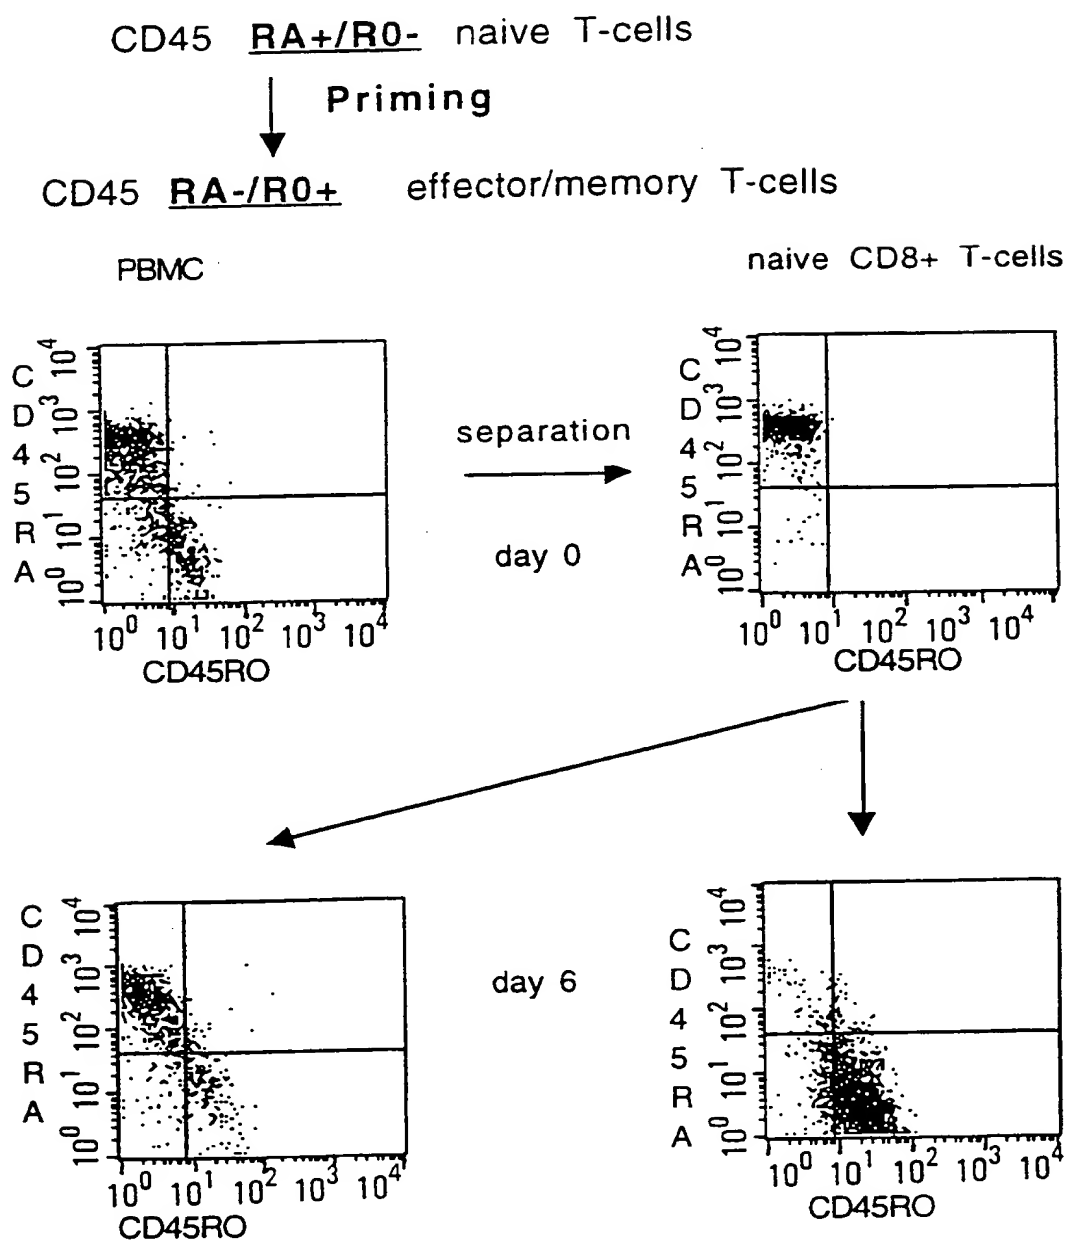 CD45 RA+/R0- naive T-cells
Priming
CD45 RA-/R0+ effector/memory T-cells
PBMC
naive CD8+ T-cells
CD45RA
10^0 10^1 10^2 10^3 10^4
10^0 10^1 10^2 10^3 10^4
CD45RO
separation
day 0
CD45RA
10^0 10^1 10^2 10^3 10^4
10^0 10^1 10^2 10^3 10^4
CD45RO
CD45RA
10^0 10^1 10^2 10^3 10^4
10^0 10^1 10^2 10^3 10^4
CD45RO
day 6
CD45RA
10^0 10^1 10^2 10^3 10^4
10^0 10^1 10^2 10^3 10^4
CD45RO